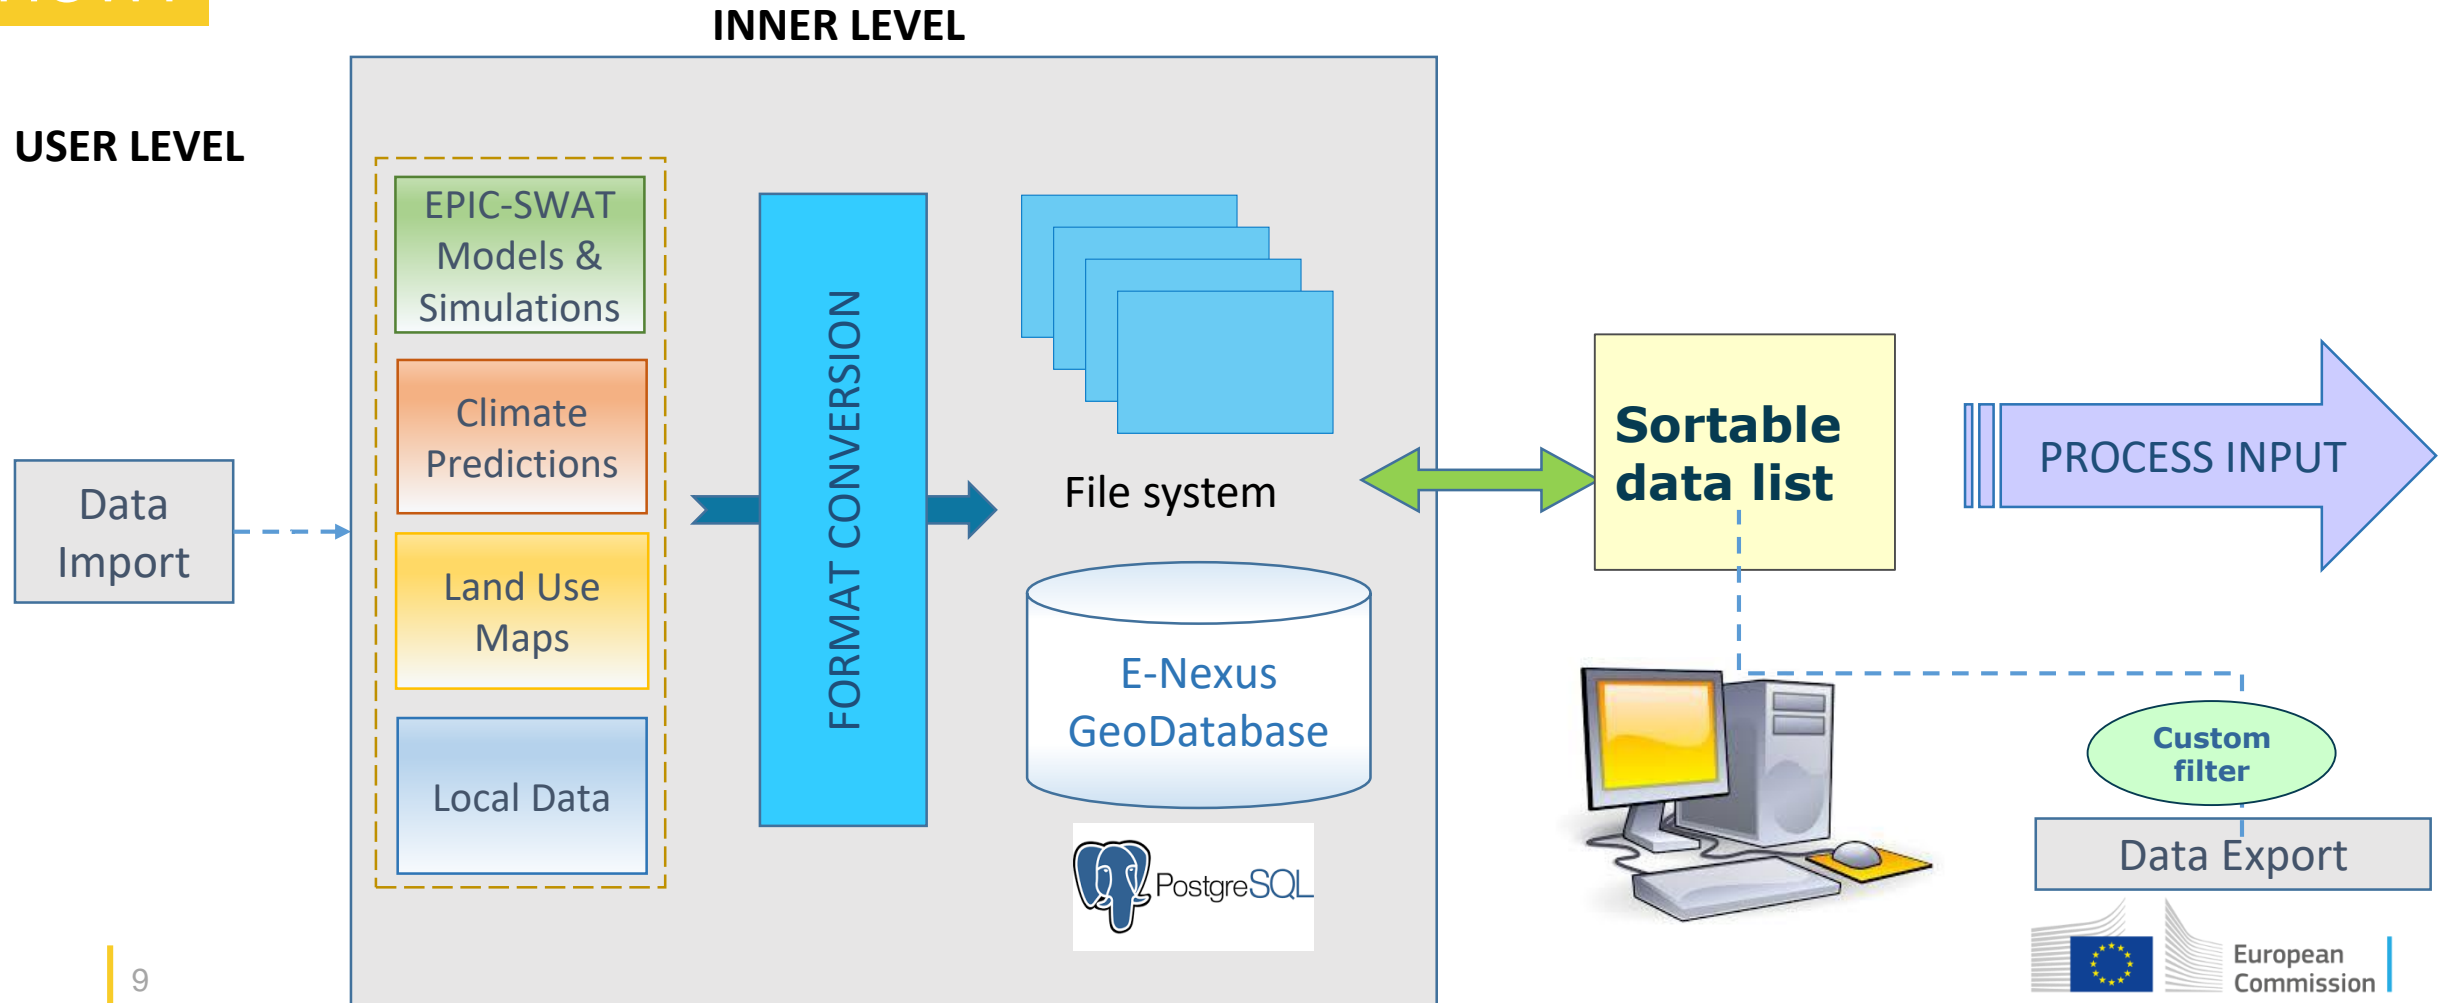 INNER LEVEL
USER LEVEL
EPIC-SWAT
Models &
Simulations
Climate
Predictions
Land Use
Maps
Local Data
Data
Import
FORMAT CONVERSION
File system
E-Nexus
GeoDatabase
PostgreSQL
Sortable
data list
PROCESS INPUT
Custom
filter
Data Export
European
Commission
9